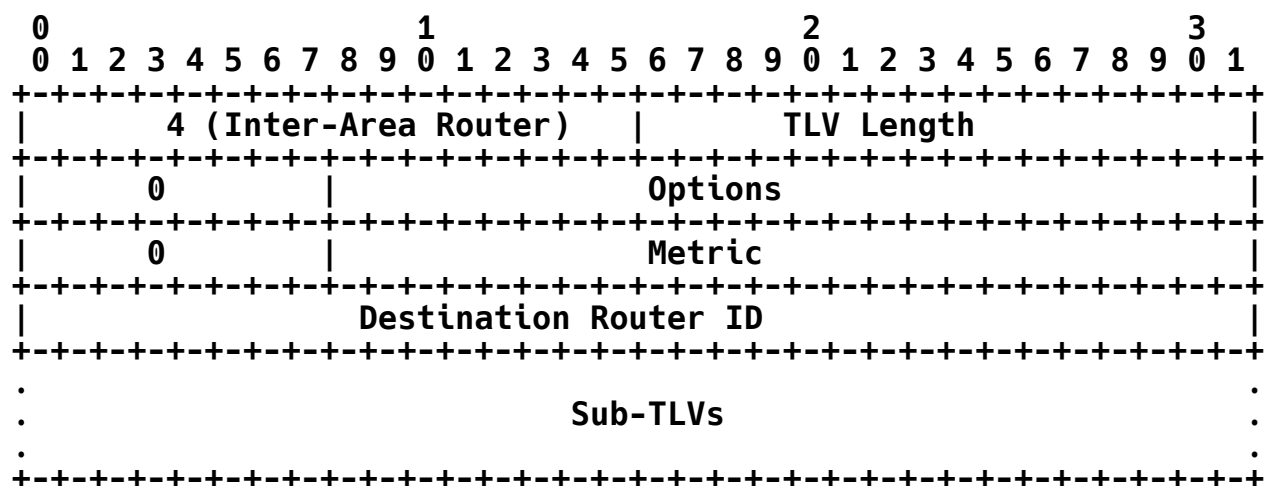 0                   1                   2                   3
 0 1 2 3 4 5 6 7 8 9 0 1 2 3 4 5 6 7 8 9 0 1 2 3 4 5 6 7 8 9 0 1
+-+-+-+-+-+-+-+-+-+-+-+-+-+-+-+-+-+-+-+-+-+-+-+-+-+-+-+-+-+-+-+-+
|       4 (Inter-Area Router)   |       TLV Length              |
+-+-+-+-+-+-+-+-+-+-+-+-+-+-+-+-+-+-+-+-+-+-+-+-+-+-+-+-+-+-+-+-+
|      0        |                Options                        |
+-+-+-+-+-+-+-+-+-+-+-+-+-+-+-+-+-+-+-+-+-+-+-+-+-+-+-+-+-+-+-+-+
|      0        |                Metric                         |
+-+-+-+-+-+-+-+-+-+-+-+-+-+-+-+-+-+-+-+-+-+-+-+-+-+-+-+-+-+-+-+-+
|                 Destination Router ID                         |
+-+-+-+-+-+-+-+-+-+-+-+-+-+-+-+-+-+-+-+-+-+-+-+-+-+-+-+-+-+-+-+-+
.                                                               .
.                            Sub-TLVs                           .
.                                                               .
+-+-+-+-+-+-+-+-+-+-+-+-+-+-+-+-+-+-+-+-+-+-+-+-+-+-+-+-+-+-+-+-+